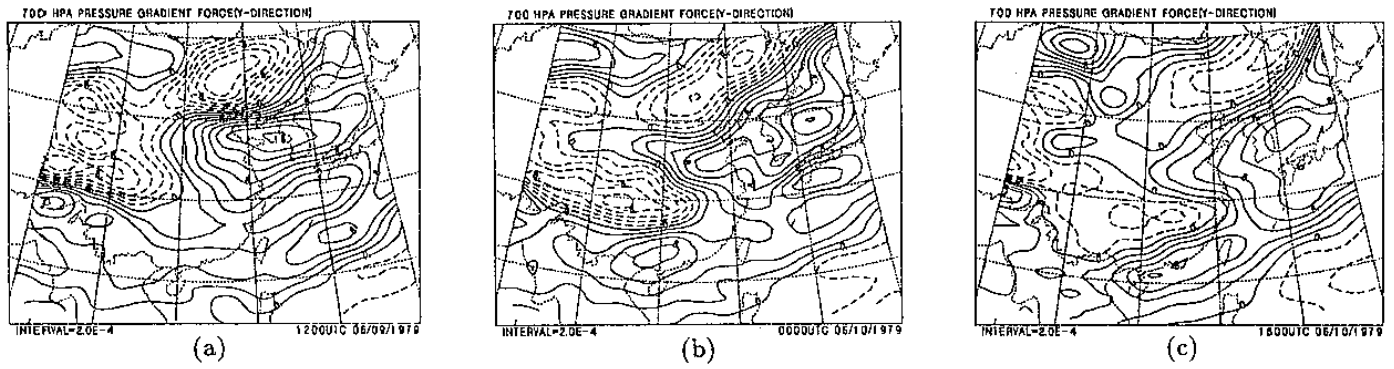 700 HPA PRESSURE GRADIENT FORCE(Y-DIRECTION)
INTERVAL=2.0E-4 1200UTC 06/09/1979
(a)
700 HPA PRESSURE GRADIENT FORCE(Y-DIRECTION)
INTERVAL=2.0E-4 0600UTC 06/10/1979
(b)
700 HPA PRESSURE GRADIENT FORCE(Y-DIRECTION)
INTERVAL=2.0E-4 1800UTC 06/10/1979
(c)